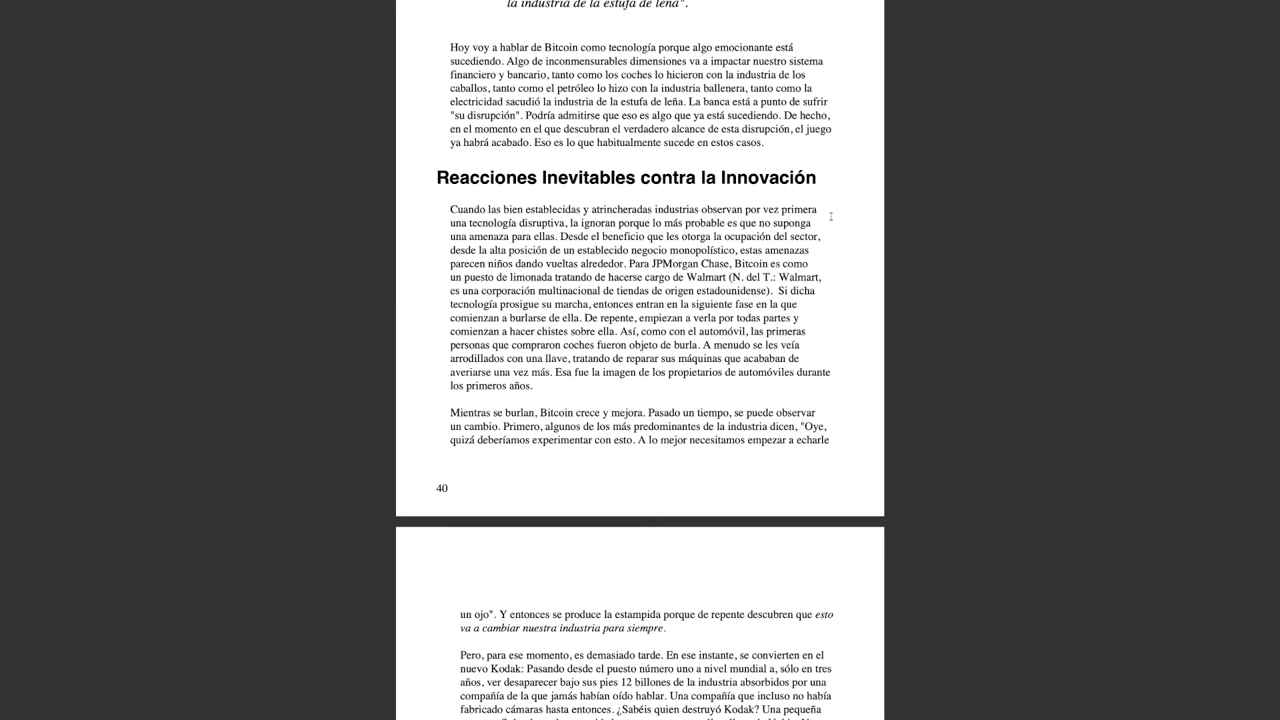 la industria de la estufa de leña".
Hoy voy a hablar de Bitcoin como tecnología porque algo emocionante está
sucediendo. Algo de inconmensurables dimensiones va a impactar nuestro sistema
financiero y bancario, tanto como los coches lo hicieron con la industria de los
caballos, tanto como el petróleo lo hizo con la industria ballenera, tanto como la
electricidad sacudió la industria de la estufa de leña. La banca está a punto de sufrir
"su disrupción". Podría admitirse que eso es algo que ya está sucediendo. De hecho,
en el momento en el que descubran el verdadero alcance de esta disrupción, el juego
ya habrá acabado. Eso es lo que habitualmente sucede en estos casos.
Reacciones Inevitables contra la Innovación
Cuando las bien establecidas y atrincheradas industrias observan por vez primera
una tecnología disruptiva, la ignoran porque lo más probable es que no suponga
una amenaza para ellas. Desde el beneficio que les otorga la ocupación del sector,
desde la alta posición de un establecido negocio monopolístico, estas amenazas
parecen niños dando vueltas alrededor. Para JPMorgan Chase, Bitcoin es como
un puesto de limonada tratando de hacerse cargo de Walmart (N. del T.: Walmart,
es una corporación multinacional de tiendas de origen estadounidense).  Si dicha
tecnología prosigue su marcha, entonces entran en la siguiente fase en la que
comienzan a burlarse de ella. De repente, empiezan a verla por todas partes y
comienzan a hacer chistes sobre ella. Así, como con el automóvil, las primeras
personas que compraron coches fueron objeto de burla. A menudo se les veía
arrodillados con una llave, tratando de reparar sus máquinas que acababan de
averiarse una vez más. Esa fue la imagen de los propietarios de automóviles durante
los primeros años.
Mientras se burlan, Bitcoin crece y mejora. Pasado un tiempo, se puede observar
un cambio. Primero, algunos de los más predominantes de la industria dicen, "Oye,
quizá deberíamos experimentar con esto. A lo mejor necesitamos empezar a echarle
40
un ojo". Y entonces se produce la estampida porque de repente descubren que esto
va a cambiar nuestra industria para siempre.
Pero, para ese momento, es demasiado tarde. En ese instante, se convierten en el
nuevo Kodak: Pasando desde el puesto número uno a nivel mundial a, sólo en tres
años, ver desaparecer bajo sus pies 12 billones de la industria absorbidos por una
compañía de la que jamás habían oído hablar. Una compañía que incluso no había
fabricado cámaras hasta entonces. ¿Sabéis quien destruyó Kodak? Una pequeña